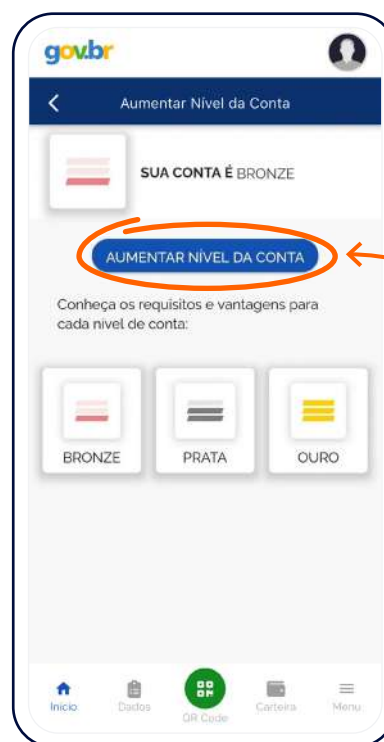 gov.br
Aumentar Nível da Conta
SUA CONTA É BRONZE
AUMENTAR NÍVEL DA CONTA
Conheça os requisitos e vantagens para
cada nível de conta:
BRONZE PRATA OURO
Início Dados QR Code Carteira Menu